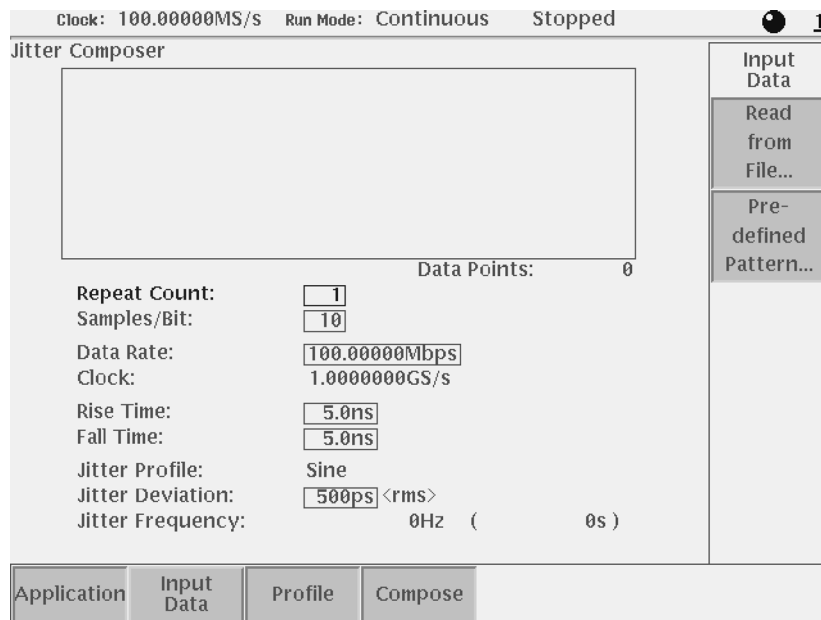 Clock: 100.00000MS/s Run Mode: Continuous Stopped 1
Jitter Composer
Input
Data
Read
from
File...
Pre-
defined
Pattern...
Data Points: 0
Repeat Count: 1
Samples/Bit: 10
Data Rate: 100.00000Mbps
Clock: 1.0000000GS/s
Rise Time: 5.0ns
Fall Time: 5.0ns
Jitter Profile: Sine
Jitter Deviation: 500ps <rms>
Jitter Frequency: 0Hz ( 0s )
Application
Input
Data
Profile
Compose